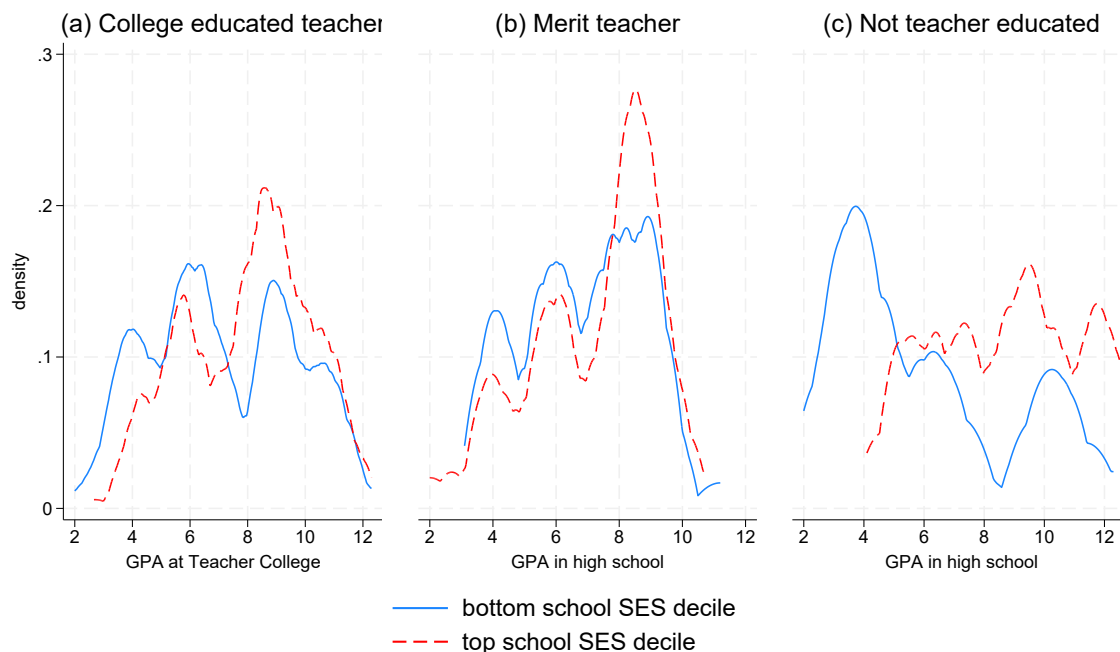 (a) College educated teacher
(b) Merit teacher
(c) Not teacher educated
density
.3
.2
.1
0
2 4 6 8 10 12
2 4 6 8 10 12
2 4 6 8 10 12
GPA at Teacher College
GPA in high school
GPA in high school
bottom school SES decile
top school SES decile